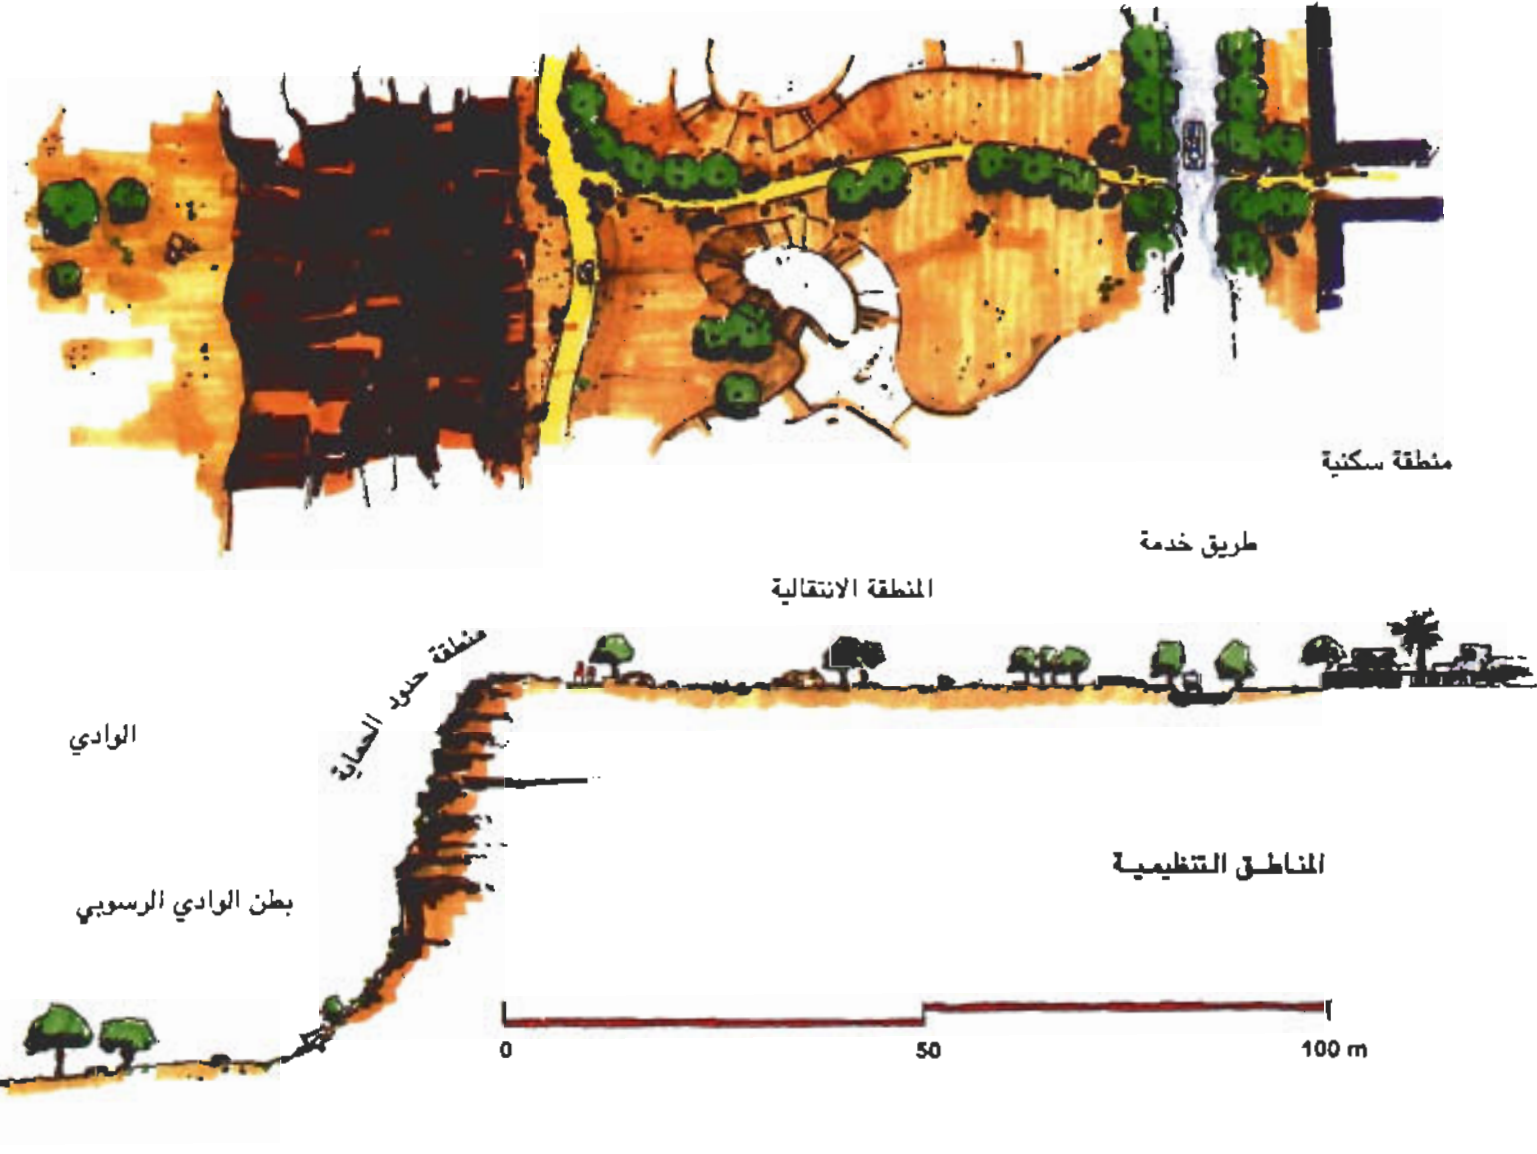 منطقة سكنية
طريق خدمة
المنطقة الانتقالية
منطقة حدود الحماية
الوادي
المناطق التنظيمية
بطن الوادي الرسوبي
0 50 100 m